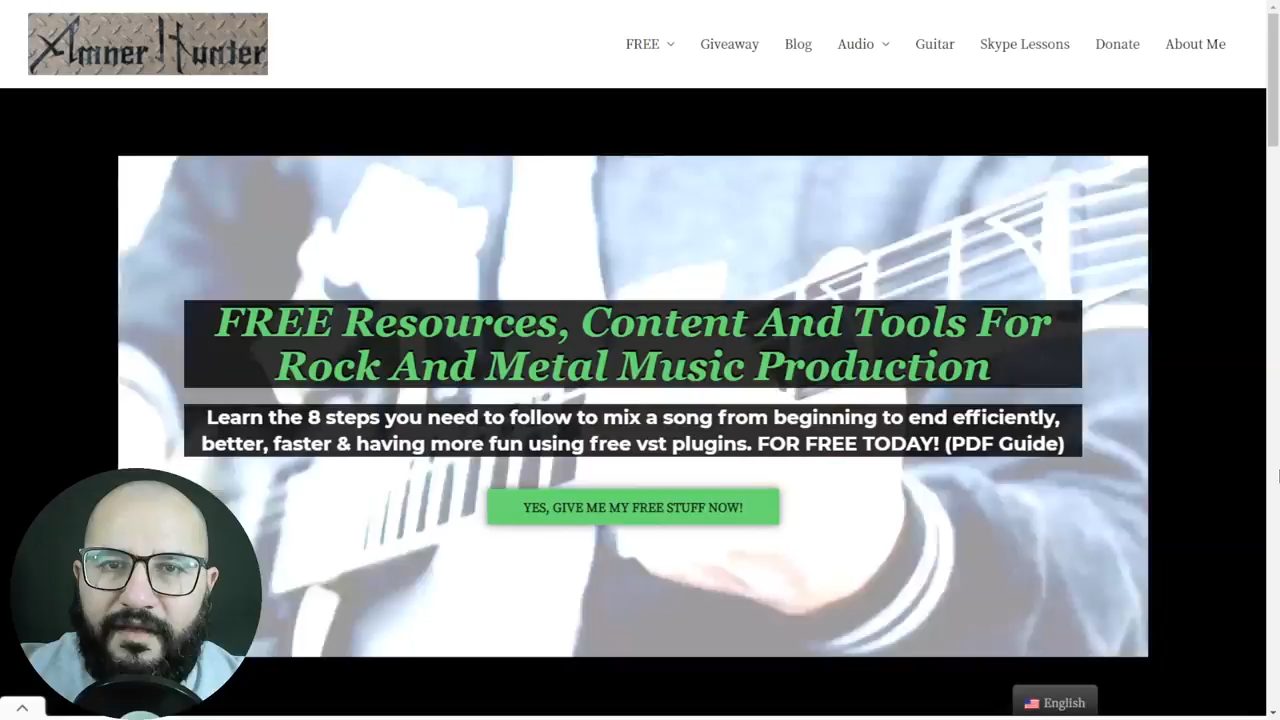 Amner Hunter
FREE
Giveaway
Blog
Audio
Guitar
Skype Lessons
Donate
About Me
FREE Resources, Content And Tools For
Rock And Metal Music Production
Learn the 8 steps you need to follow to mix a song from beginning to end efficiently,
better, faster & having more fun using free vst plugins. FOR FREE TODAY! (PDF Guide)
YES, GIVE ME MY FREE STUFF NOW!
English